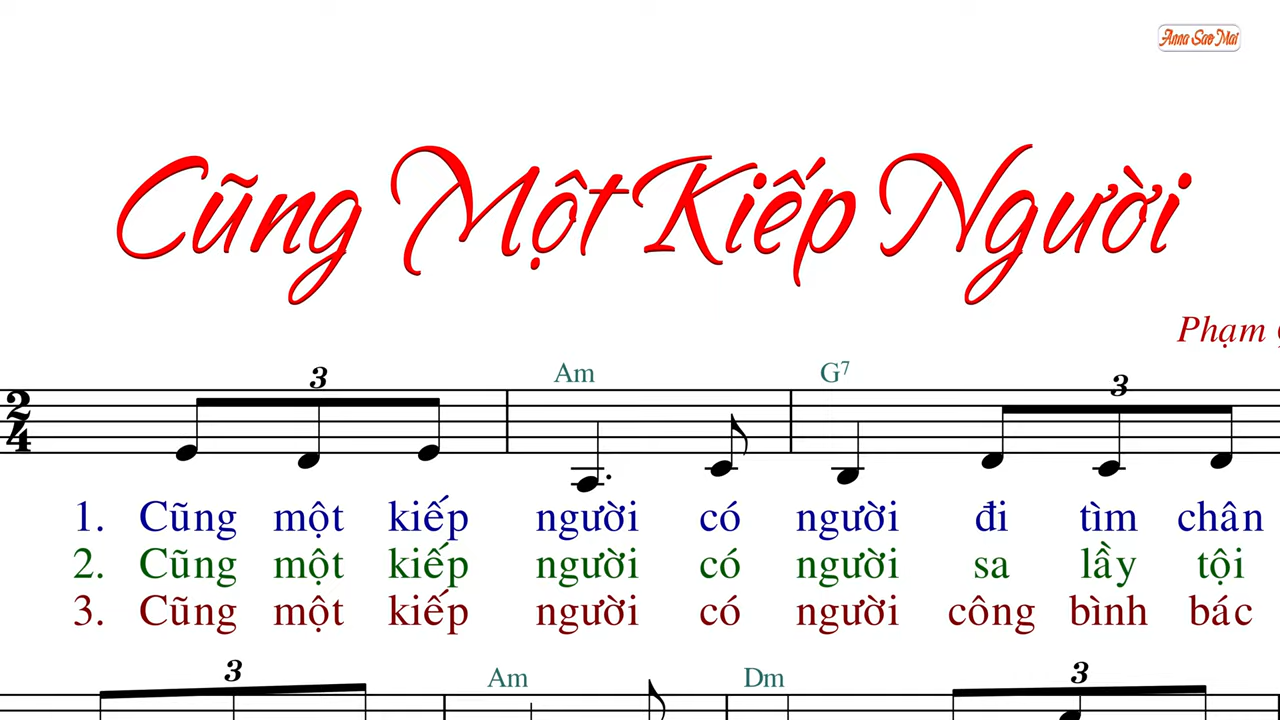 Anna Sao Mai
Cũng Một Kiếp Người
Phạm
3 Am G7 3
2/4
1. Cũng một kiếp người có người đi tìm chân
2. Cũng một kiếp người có người sa lầy tội
3. Cũng một kiếp người có người công bình bác
3 Am Dm 3